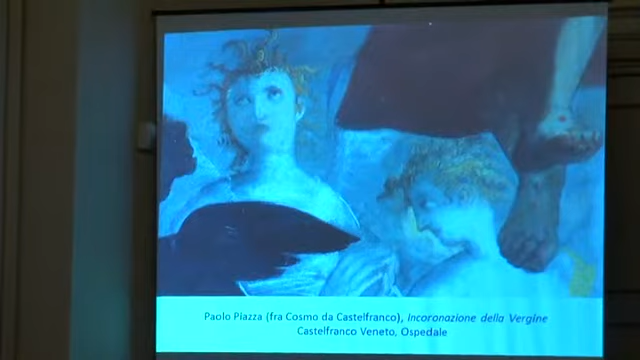 Paolo Piazza (fra Cosmo da Castelfranco), Incoronazione della Vergine
Castelfranco Veneto, Ospedale